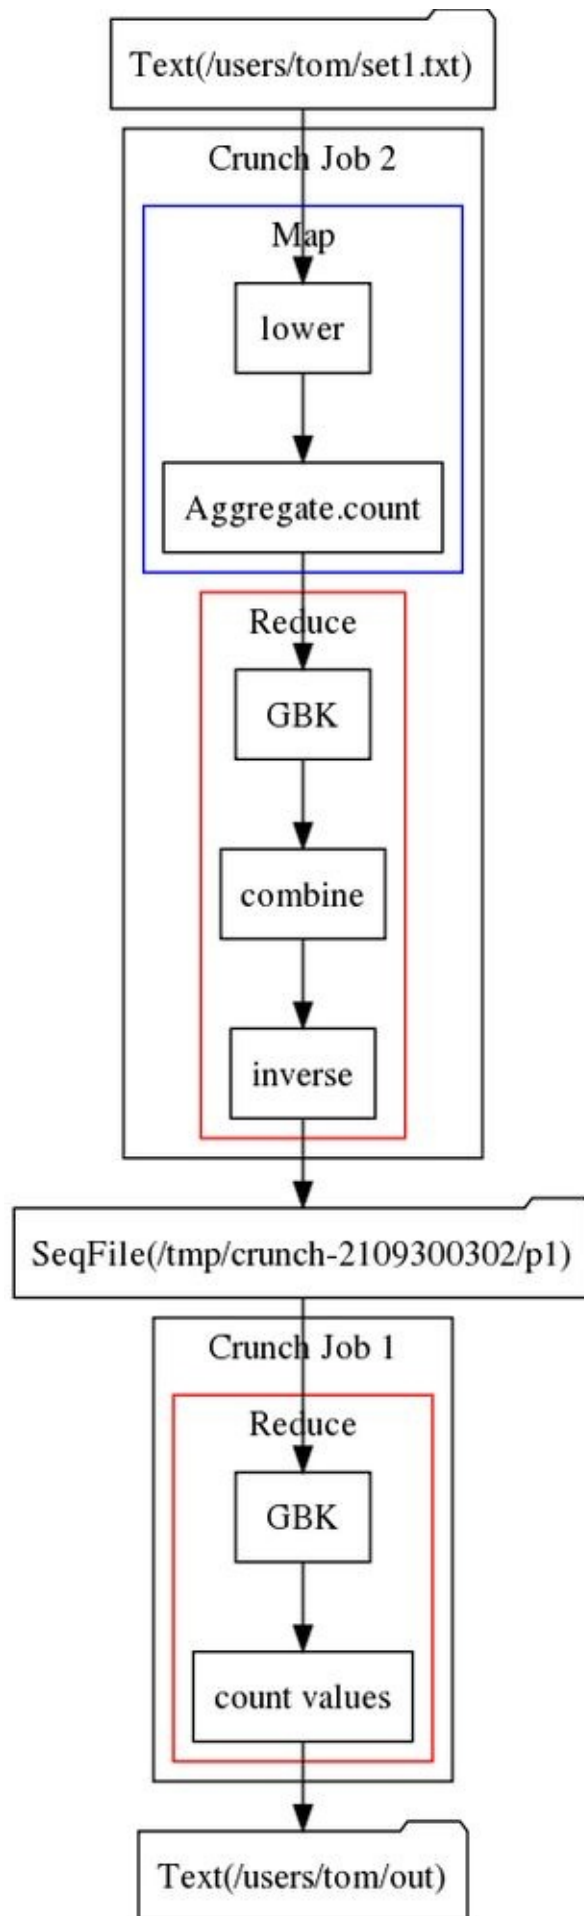 Text(/users/tom/set1.txt)
Crunch Job 2
Map
lower
Aggregate.count
Reduce
GBK
combine
inverse
SeqFile(/tmp/crunch-2109300302/p1)
Crunch Job 1
Reduce
GBK
count values
Text(/users/tom/out)